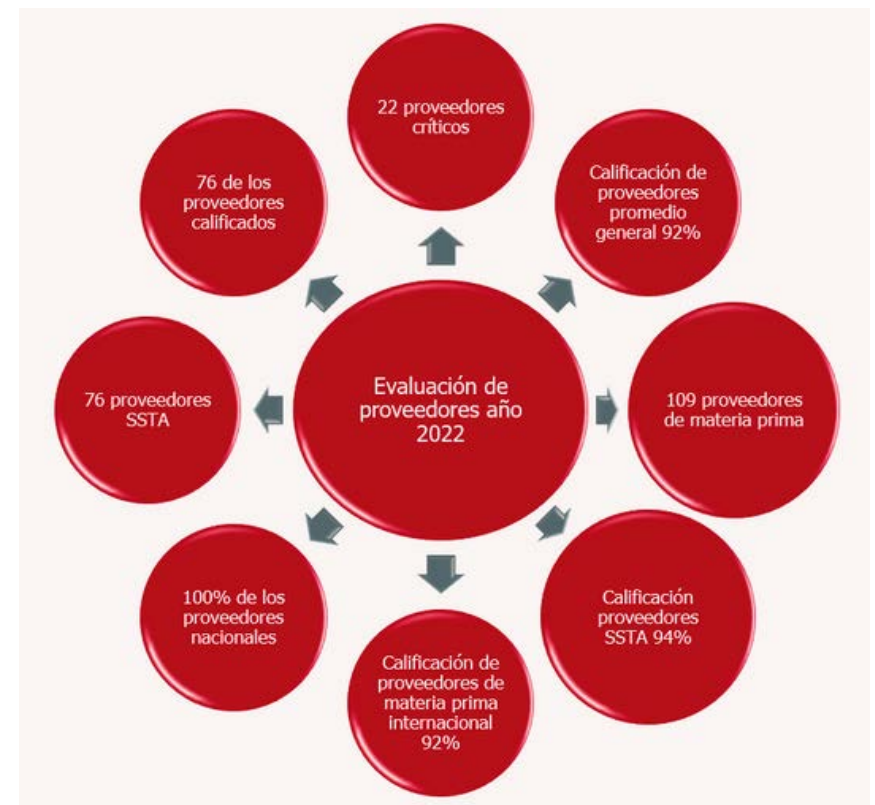 22 proveedores
críticos
Calificación de
proveedores
promedio
general 92%
109 proveedores
de materia prima
Calificación
proveedores
SSTA 94%
Calificación de
proveedores de
materia prima
internacional
92%
100% de los
proveedores
nacionales
76 proveedores
SSTA
76 de los
proveedores
calificados
Evaluación de
proveedores año
2022